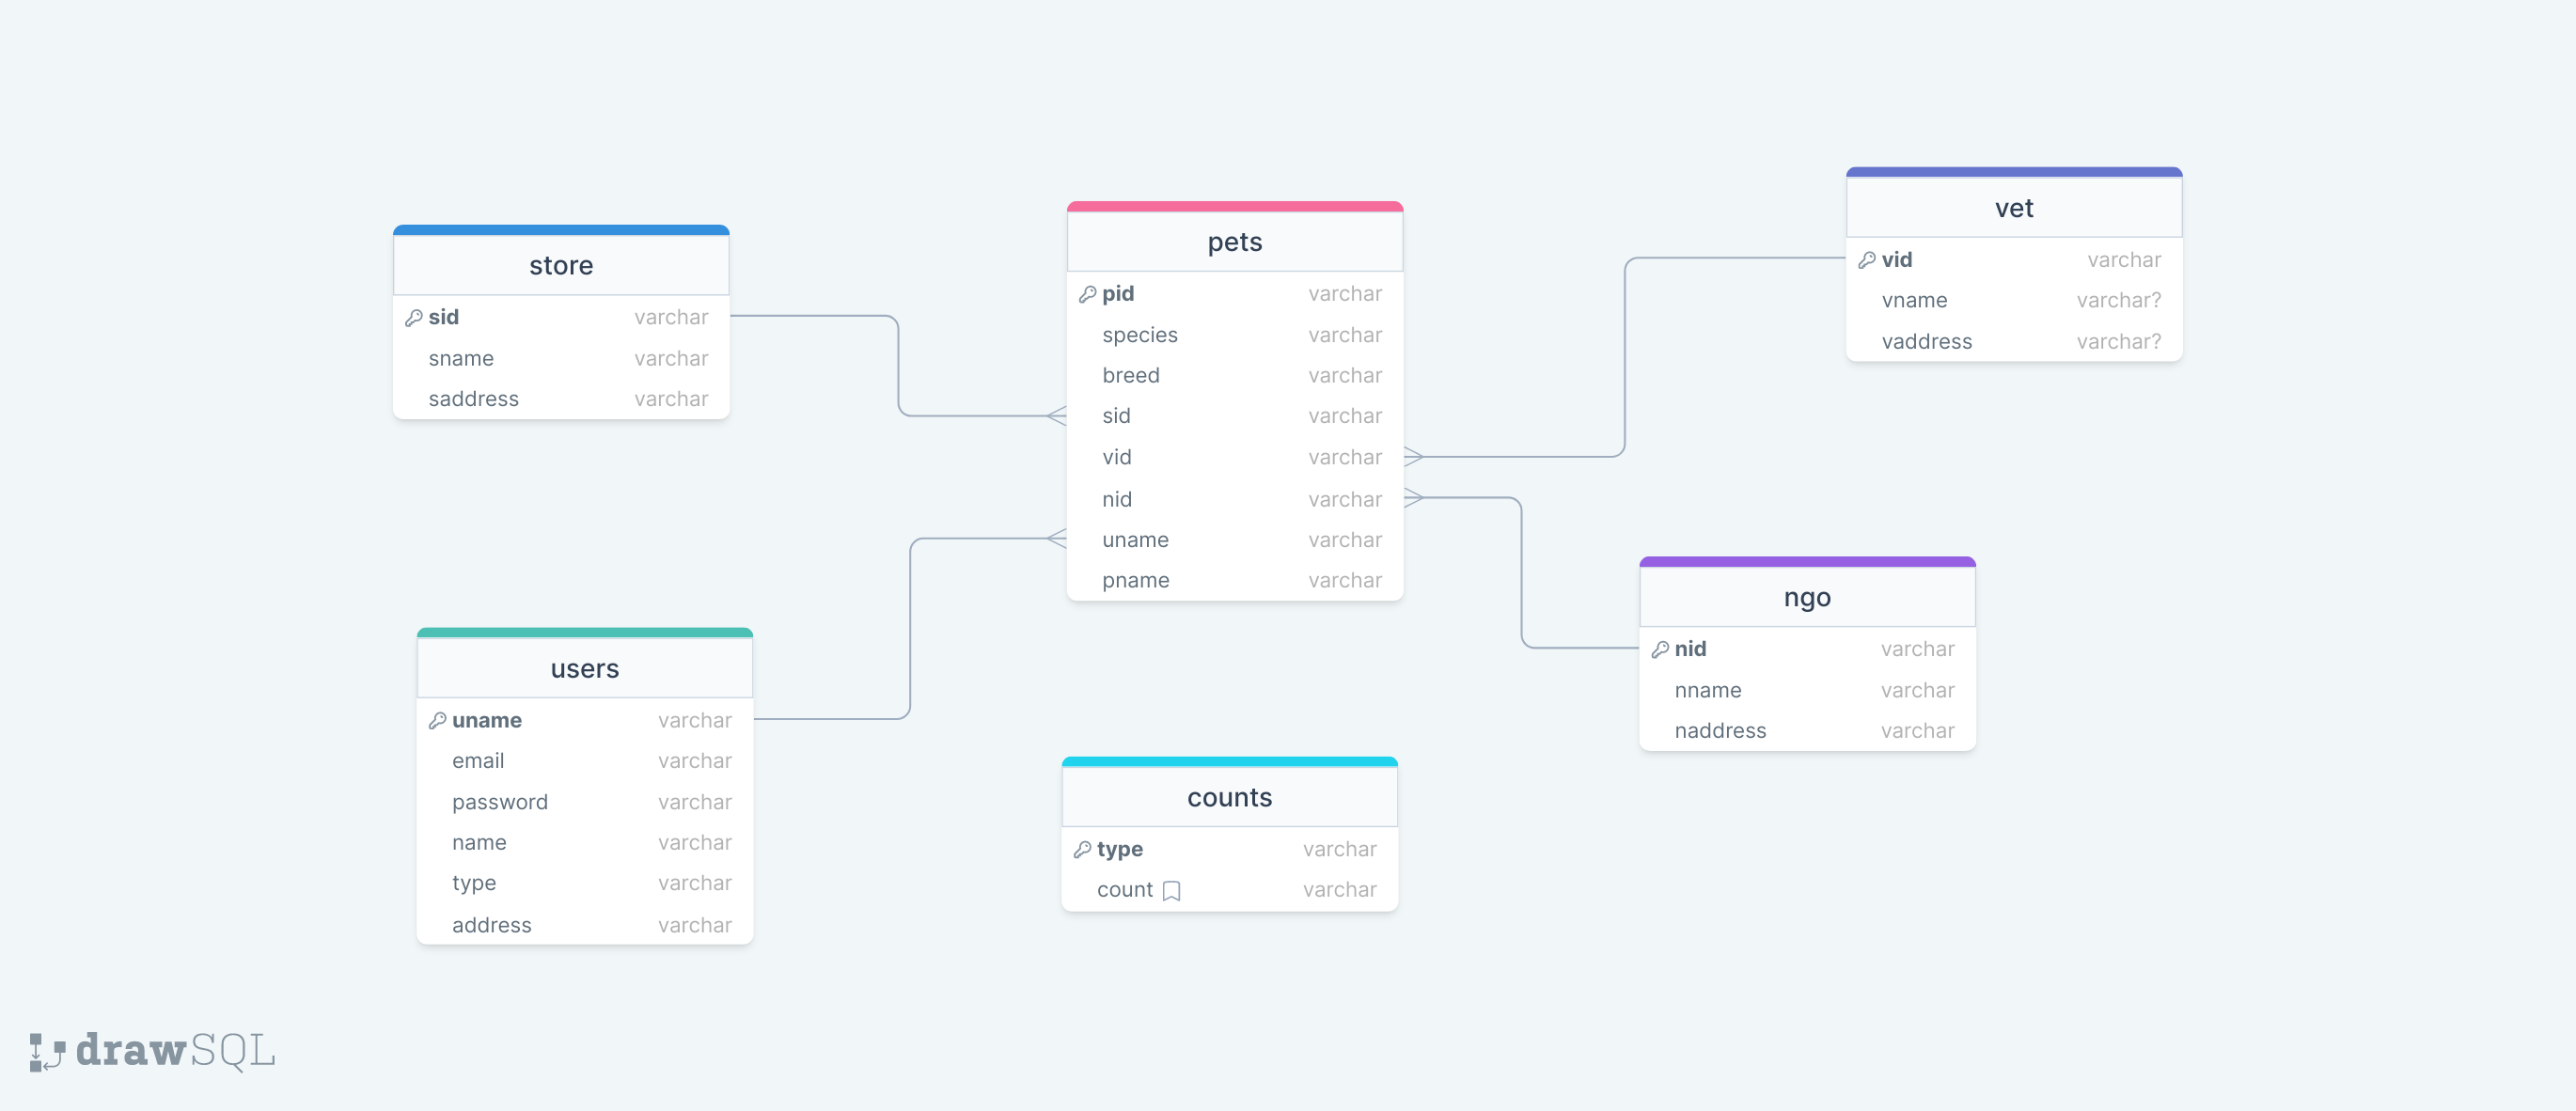 store
sid varchar
sname varchar
saddress varchar
pets
pid varchar
species varchar
breed varchar
sid varchar
vid varchar
nid varchar
uname varchar
pname varchar
vet
vid varchar
vname varchar?
vaddress varchar?
users
uname varchar
email varchar
password varchar
name varchar
type varchar
address varchar
counts
type varchar
count varchar
ngo
nid varchar
nname varchar
naddress varchar
drawSQL